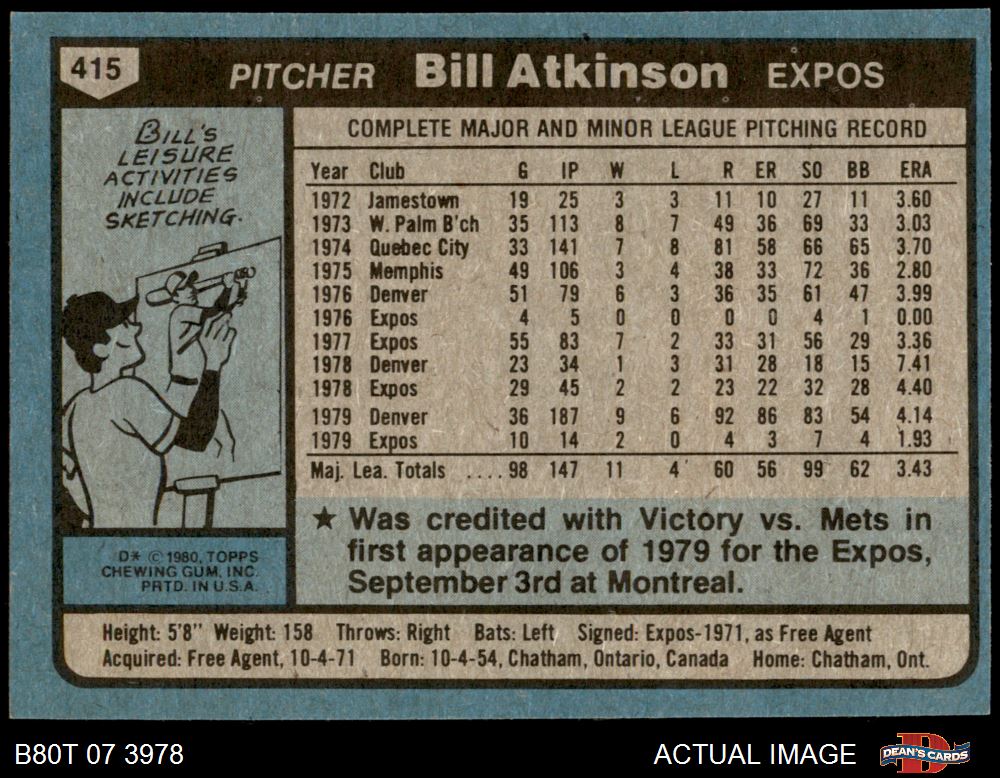 415
PITCHER Bill Atkinson EXPOS
BILL'S
LEISURE
ACTIVITIES
INCLUDE
SKETCHING.
D* © 1980, TOPPS
CHEWING GUM, INC.
PRTD. IN U.S.A.
COMPLETE MAJOR AND MINOR LEAGUE PITCHING RECORD
Year Club G IP W L R ER SO BB ERA
1972 Jamestown 19 25 3 3 11 10 27 11 3.60
1973 W. Palm B'ch 35 113 8 7 49 36 69 33 3.03
1974 Quebec City 33 141 7 8 81 58 66 65 3.70
1975 Memphis 49 106 3 4 38 33 72 36 2.80
1976 Denver 51 79 6 3 36 35 61 47 3.99
1976 Expos 4 5 0 0 0 0 4 1 0.00
1977 Expos 55 83 7 2 33 31 56 29 3.36
1978 Denver 23 34 1 3 31 28 18 15 7.41
1978 Expos 29 45 2 2 23 22 32 28 4.40
1979 Denver 36 187 9 6 92 86 83 54 4.14
1979 Expos 10 14 2 0 4 3 7 4 1.93
Maj. Lea. Totals .... 98 147 11 4 60 56 99 62 3.43
★ Was credited with Victory vs. Mets in
first appearance of 1979 for the Expos,
September 3rd at Montreal.
Height: 5'8" Weight: 158 Throws: Right Bats: Left Signed: Expos-1971, as Free Agent
Acquired: Free Agent, 10-4-71 Born: 10-4-54, Chatham, Ontario, Canada Home: Chatham, Ont.
B80T 07 3978 ACTUAL IMAGE DEAN'S CARDS